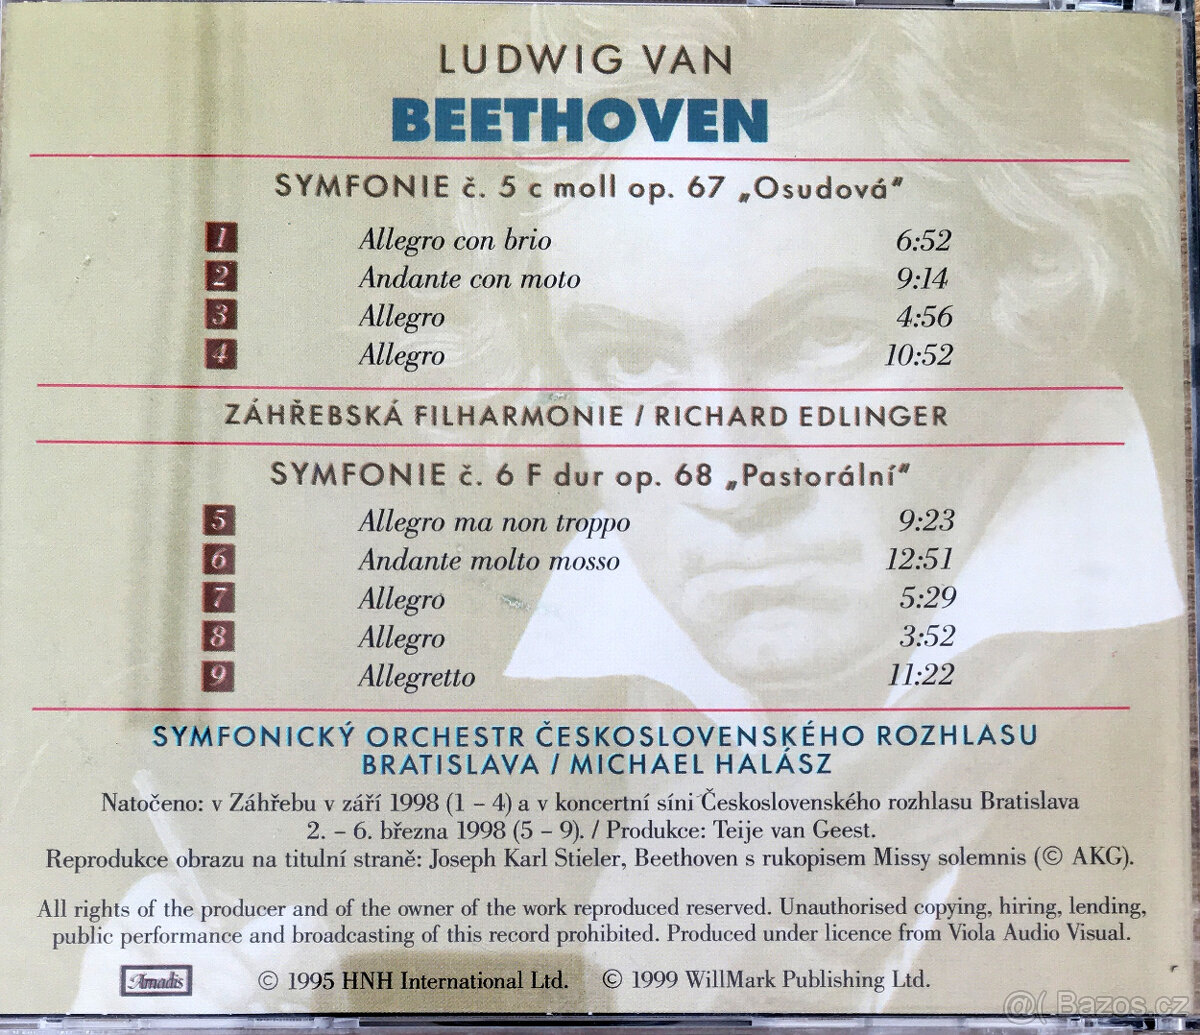 LUDWIG VAN
BEETHOVEN
SYMFONIE č. 5 c moll op. 67 „Osudová"
1 Allegro con brio 6:52
2 Andante con moto 9:14
3 Allegro 4:56
4 Allegro 10:52
ZÁHŘEBSKÁ FILHARMONIE / RICHARD EDLINGER
SYMFONIE č. 6 F dur op. 68 „Pastorální"
5 Allegro ma non troppo 9:23
6 Andante molto mosso 12:51
7 Allegro 5:29
8 Allegro 3:52
9 Allegretto 11:22
SYMFONICKÝ ORCHESTR ČESKOSLOVENSKÉHO ROZHLASU
BRATISLAVA / MICHAEL HALÁSZ
Natočeno: v Záhřebu v září 1998 (1 – 4) a v koncertní síni Československého rozhlasu Bratislava
2. – 6. března 1998 (5 – 9). / Produkce: Teije van Geest.
Reprodukce obrazu na titulní straně: Joseph Karl Stieler, Beethoven s rukopisem Missy solemnis (© AKG).
All rights of the producer and of the owner of the work reproduced reserved. Unauthorised copying, hiring, lending,
public performance and broadcasting of this record prohibited. Produced under licence from Viola Audio Visual.
Amadis © 1995 HNH International Ltd. © 1999 WillMark Publishing Ltd.
@(.Bazos.cz